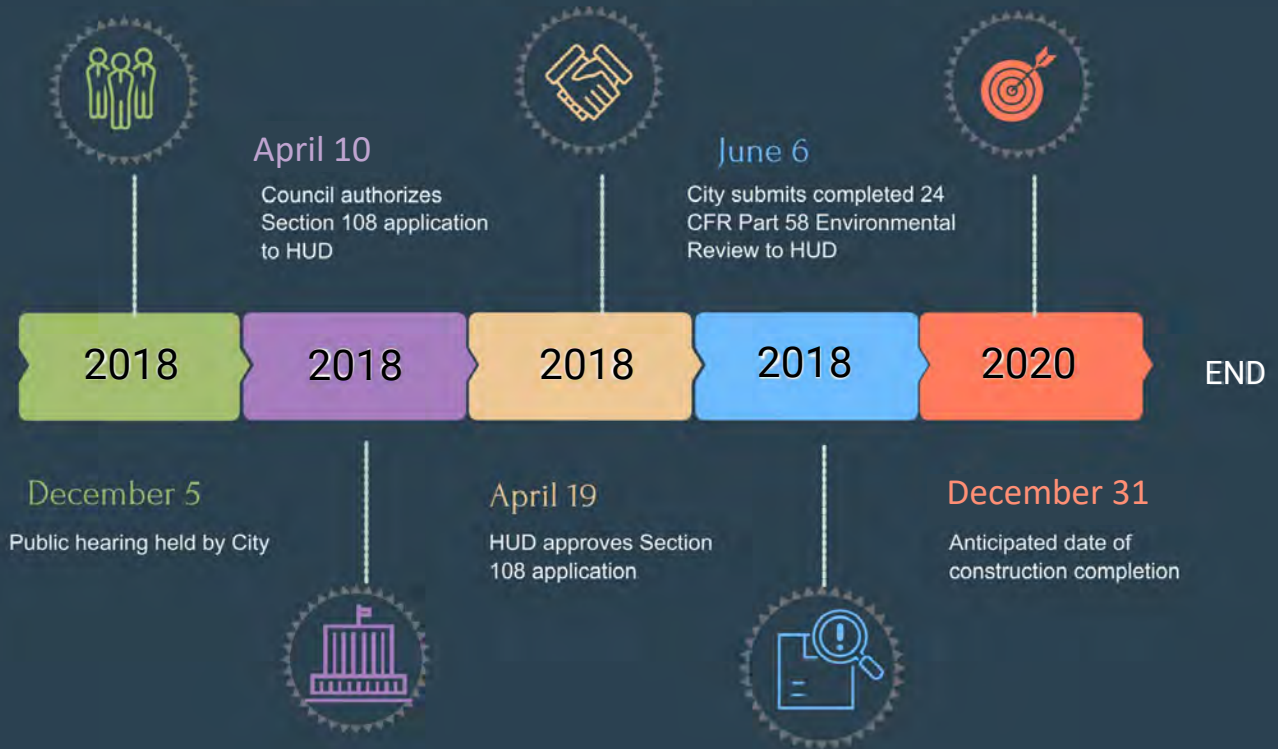 April 10
Council authorizes
Section 108 application
to HUD
June 6
City submits completed 24
CFR Part 58 Environmental
Review to HUD
2018
2018
2018
2018
2020
END
December 5
Public hearing held by City
April 19
HUD approves Section
108 application
December 31
Anticipated date of
construction completion